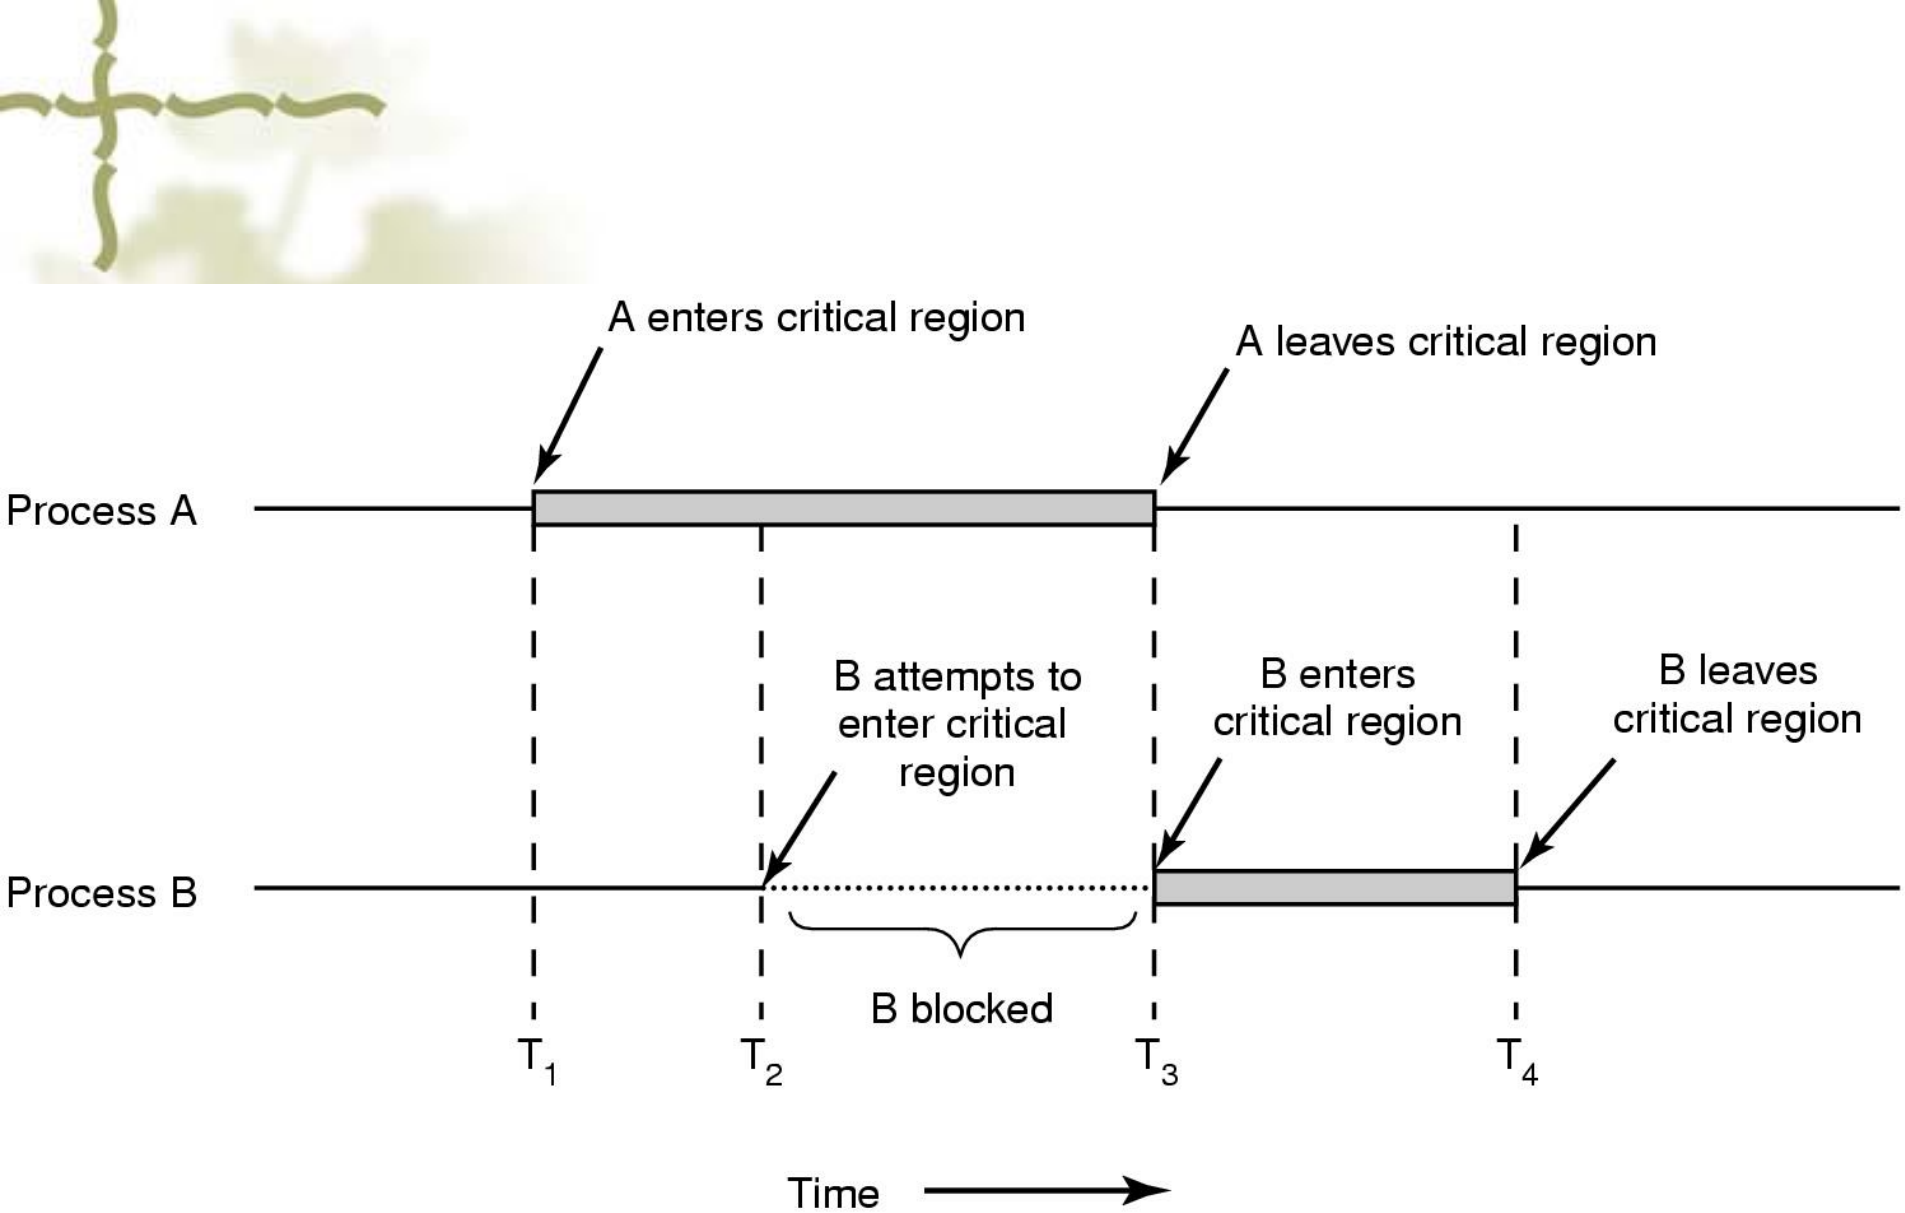 A enters critical region
A leaves critical region
Process A
B attempts to
enter critical
region
B enters
critical region
B leaves
critical region
Process B
B blocked
T1
T2
T3
T4
Time